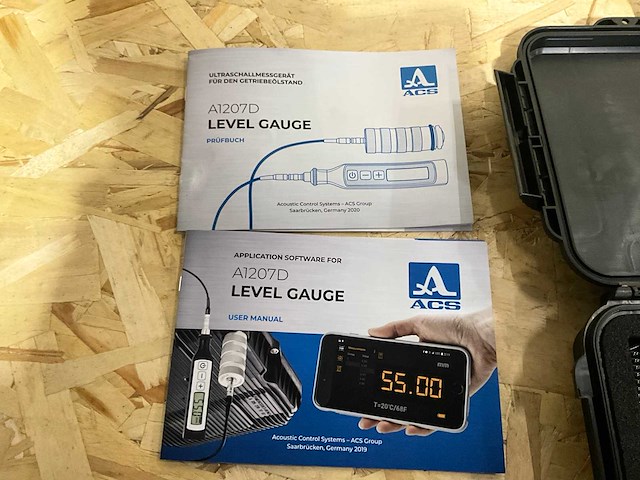 ULTRASCHALLMESSGERÄT
FÜR DEN GETRIEBEÖLSTAND
ACS
A1207D
LEVEL GAUGE
PRÜFBUCH
Acoustic Control Systems – ACS Group
Saarbrücken, Germany 2020
APPLICATION SOFTWARE FOR
A1207D
LEVEL GAUGE
ACS
USER MANUAL
mm
55.00
T=20°C/68F
Acoustic Control Systems – ACS Group
Saarbrücken, Germany 2019